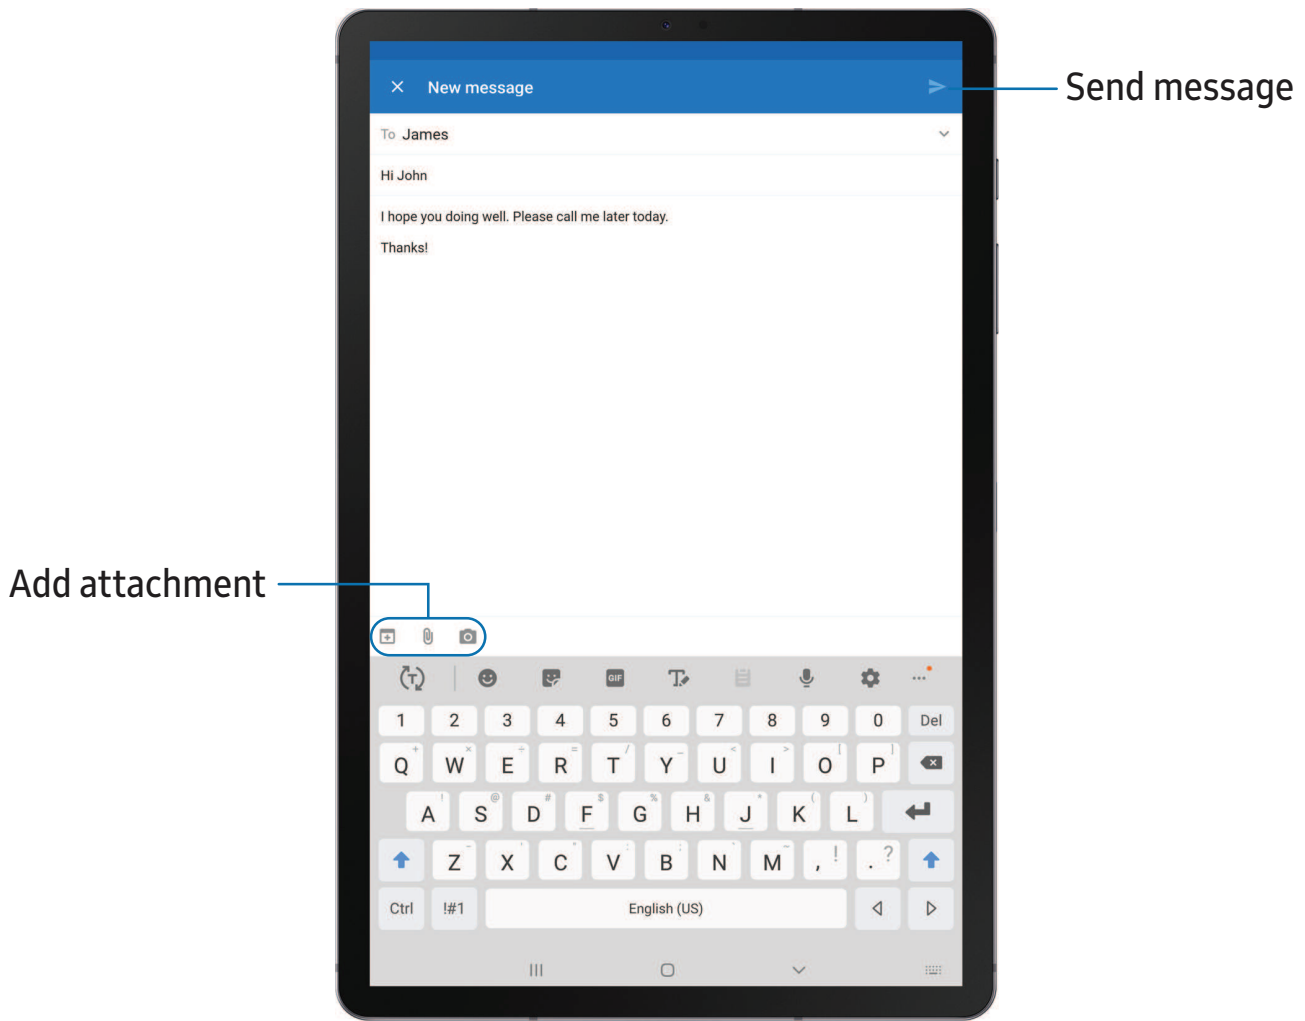 New message
Send message
To James
Hi John
I hope you doing well. Please call me later today.
Thanks!
Add attachment
T GIF T
1 2 3 4 5 6 7 8 9 0 Del
+ × ÷ = / _ < > [ ]
Q W E R T Y U I O P
! @ # $ % & * ( )
A S D F G H J K L
- ' " : ; ` ~ ! ?
Z X C V B N M , .
Ctrl !#1 English (US)